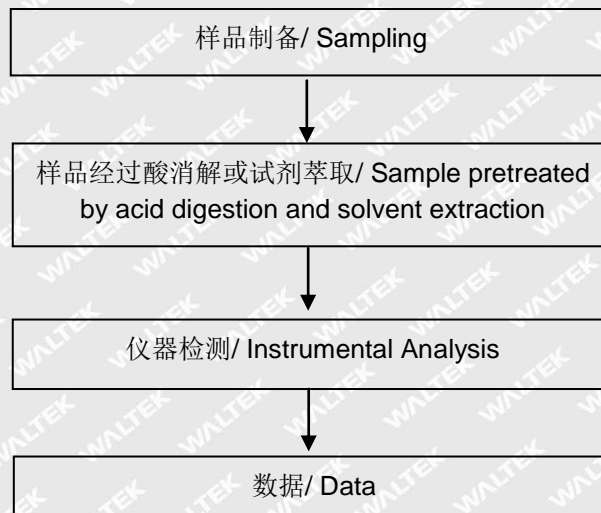 样品制备/ Sampling
样品经过酸消解或试剂萃取/ Sample pretreated
by acid digestion and solvent extraction
仪器检测/ Instrumental Analysis
数据/ Data